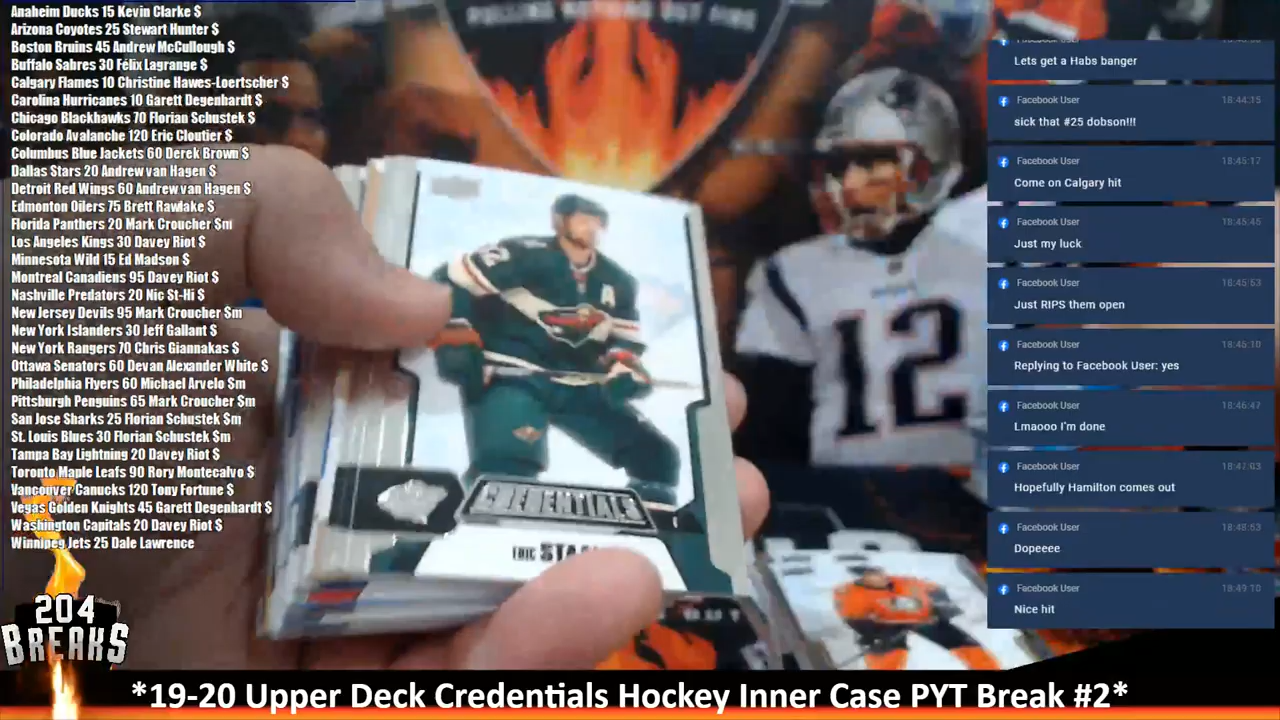 Anaheim Ducks 15 Kevin Clarke $
Arizona Coyotes 25 Stewart Hunter $
Boston Bruins 45 Andrew McCullough $
Buffalo Sabres 30 Félix Lagrange $
Calgary Flames 10 Christine Hawes-Loertscher $
Carolina Hurricanes 10 Garett Degenhardt $
Chicago Blackhawks 70 Florian Schustek $
Colorado Avalanche 120 Eric Cloutier $
Columbus Blue Jackets 60 Derek Brown $
Dallas Stars 20 Andrew van Hagen $
Detroit Red Wings 60 Andrew van Hagen $
Edmonton Oilers 75 Brett Rawlake $
Florida Panthers 20 Mark Croucher $m
Los Angeles Kings 30 Davey Riot $
Minnesota Wild 15 Ed Madson $
Montreal Canadiens 95 Davey Riot $
Nashville Predators 20 Nic St-Hi $
New Jersey Devils 95 Mark Croucher $m
New York Islanders 30 Jeff Gallant $
New York Rangers 70 Chris Giannakas $
Ottawa Senators 60 Devan Alexander White $
Philadelphia Flyers 60 Michael Arvelo $m
Pittsburgh Penguins 65 Mark Croucher $m
San Jose Sharks 25 Florian Schustek $m
St. Louis Blues 30 Florian Schustek $m
Tampa Bay Lightning 20 Davey Riot $
Toronto Maple Leafs 90 Rory Montecalvo $
Vancouver Canucks 120 Tony Fortune $
Vegas Golden Knights 45 Garett Degenhardt $
Washington Capitals 20 Davey Riot $
Winnipeg Jets 25 Dale Lawrence
204
BREAKS
PULLING NOTHING BUT FIRE
12
A
CREDENTIALS
ERIC
Lets get a Habs banger
Facebook User 18:44:15
sick that #25 dobson!!!
Facebook User 18:45:17
Come on Calgary hit
Facebook User 18:45:45
Just my luck
Facebook User 18:45:53
Just RIPS them open
Facebook User 18:46:10
Replying to Facebook User: yes
Facebook User 18:46:47
Lmaooo I'm done
Facebook User 18:47:03
Hopefully Hamilton comes out
Facebook User 18:48:53
Dopeee
Facebook User 18:49:10
Nice hit
*19-20 Upper Deck Credentials Hockey Inner Case PYT Break #2*